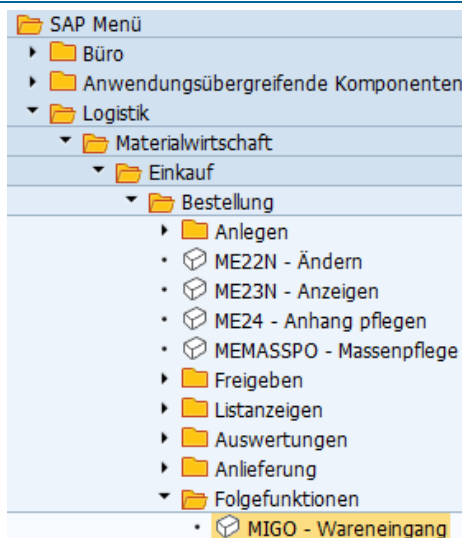 SAP Menü
Büro
Anwendungsübergreifende Komponenten
Logistik
Materialwirtschaft
Einkauf
Bestellung
Anlegen
ME22N - Ändern
ME23N - Anzeigen
ME24 - Anhang pflegen
MEMASSPO - Massenpflege
Freigeben
Listanzeigen
Auswertungen
Anlieferung
Folgefunktionen
MIGO - Wareneingang